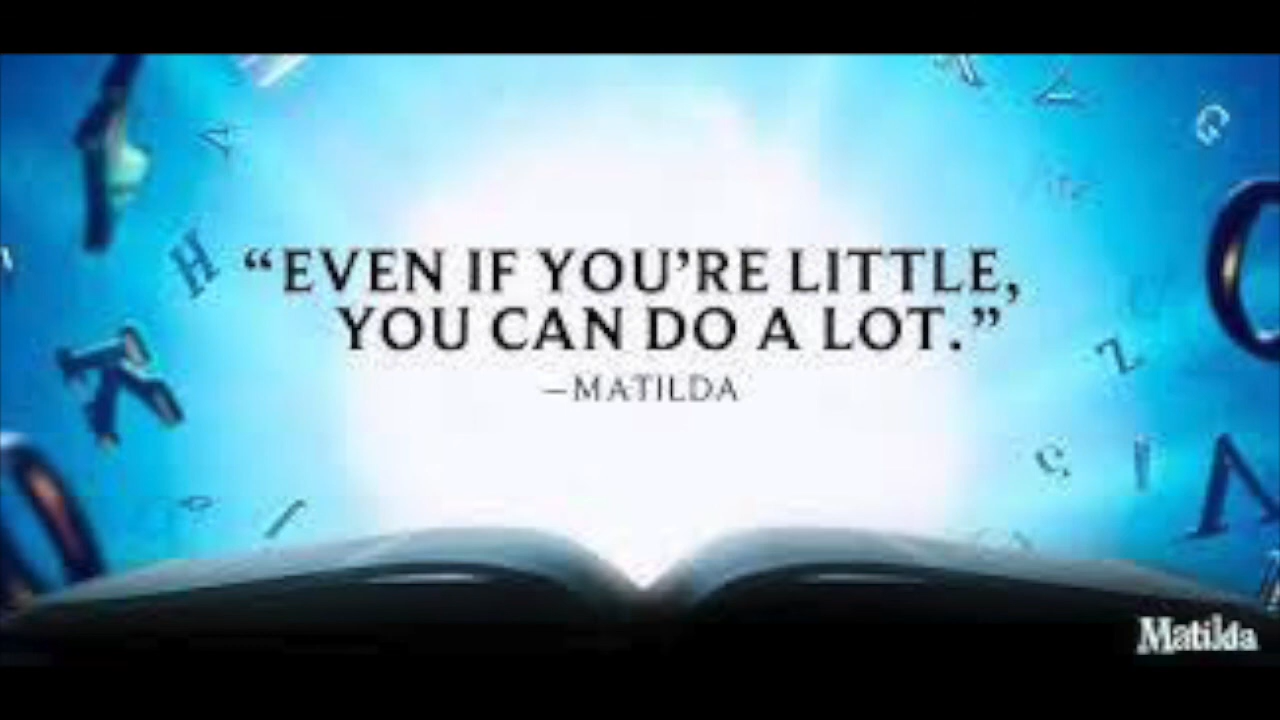 “EVEN IF YOU’RE LITTLE,
YOU CAN DO A LOT.”
—MATILDA
Matilda